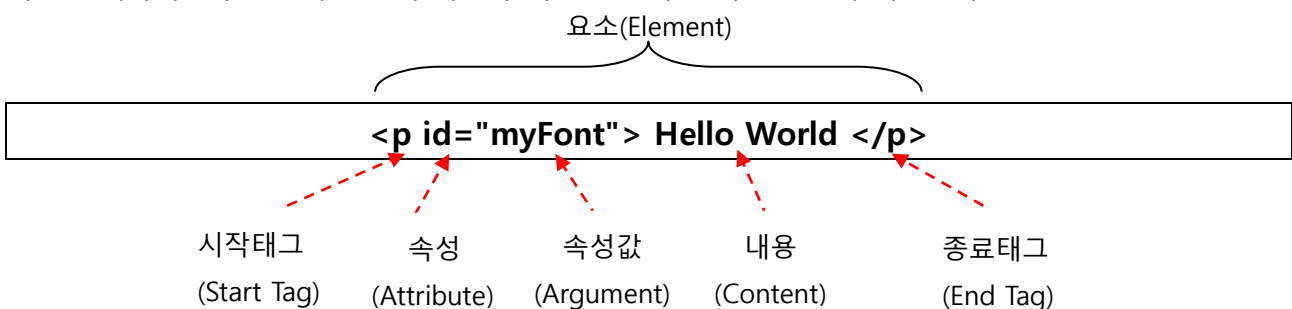 요소(Element)
<p id="myFont"> Hello World </p>
시작태그 속성 속성값 내용 종료태그
(Start Tag) (Attribute) (Argument) (Content) (End Tag)